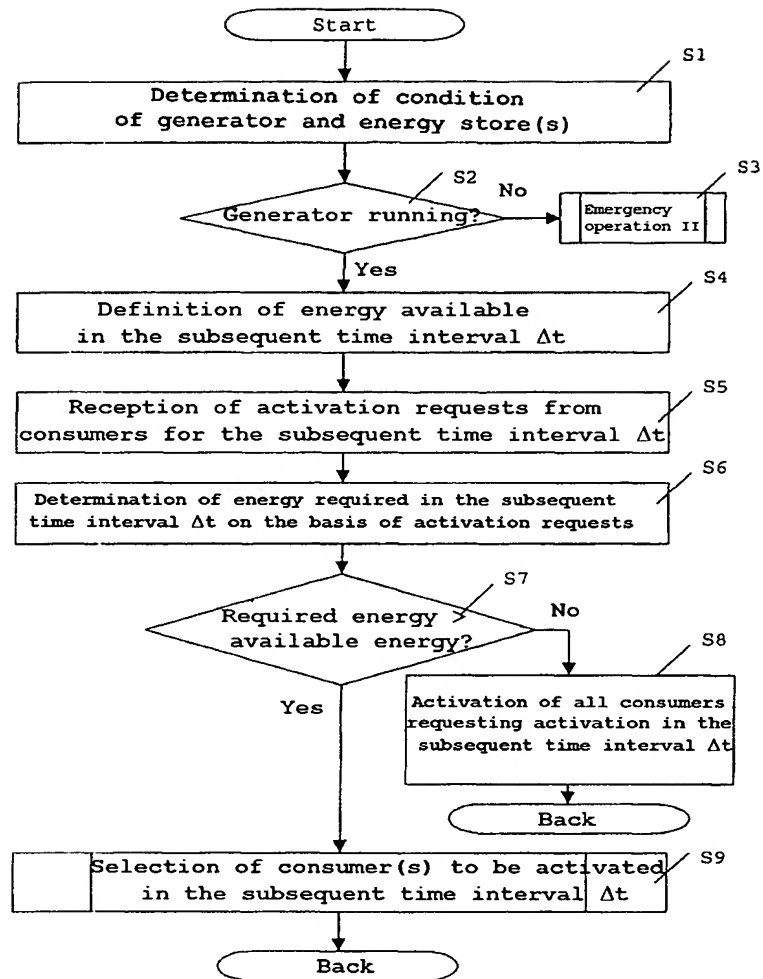 Start
S1
Determination of condition
of generator and energy store(s)
S2
Generator running?
No
S3
Emergency
operation II
Yes
S4
Definition of energy available
in the subsequent time interval Δt
S5
Reception of activation requests from
consumers for the subsequent time interval Δt
S6
Determination of energy required in the subsequent
time interval Δt on the basis of activation requests
S7
Required energy >
available energy?
No
S8
Activation of all consumers
requesting activation in the
subsequent time interval Δt
Yes
Back
S9
Selection of consumer(s) to be activated
in the subsequent time interval Δt
Back